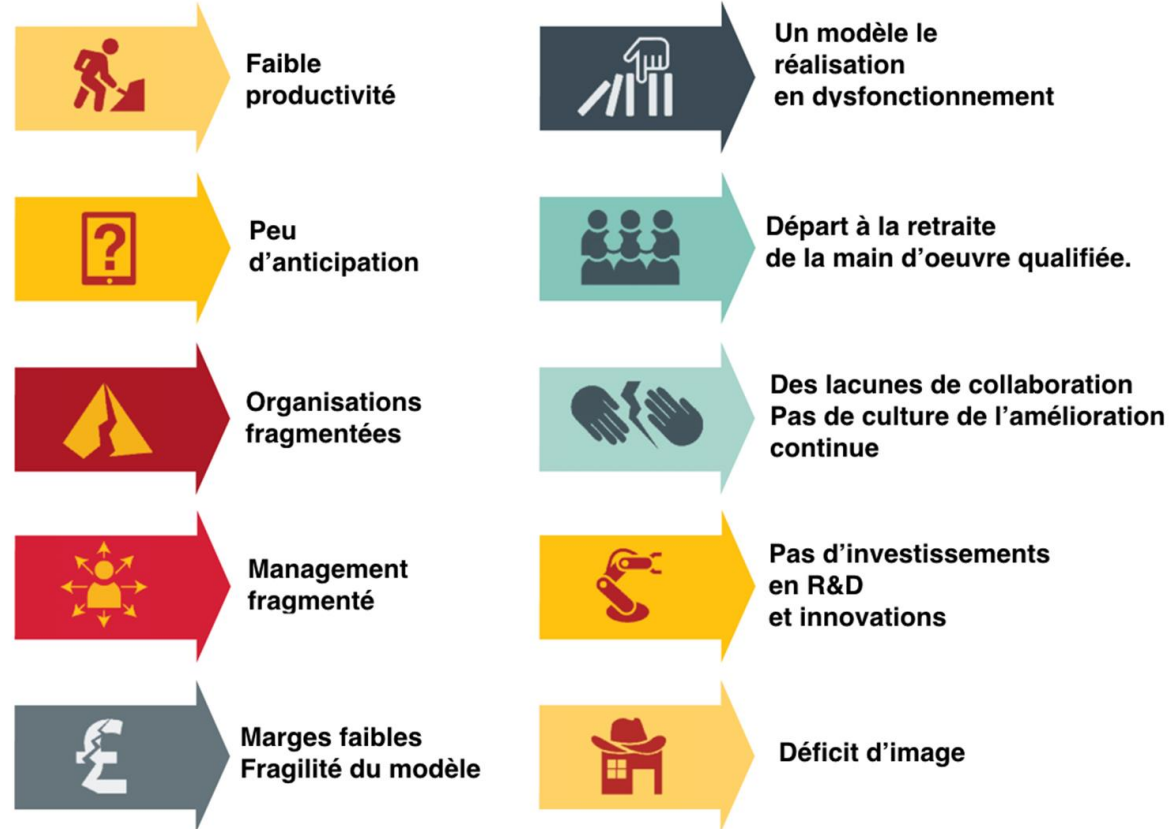 Faible
productivité
Peu
d’anticipation
Organisations
fragmentées
Management
fragmenté
Marges faibles
Fragilité du modèle
Un modèle le
réalisation
en dysfonctionnement
Départ à la retraite
de la main d’oeuvre qualifiée.
Des lacunes de collaboration
Pas de culture de l’amélioration
continue
Pas d’investissements
en R&D
et innovations
Déficit d’image